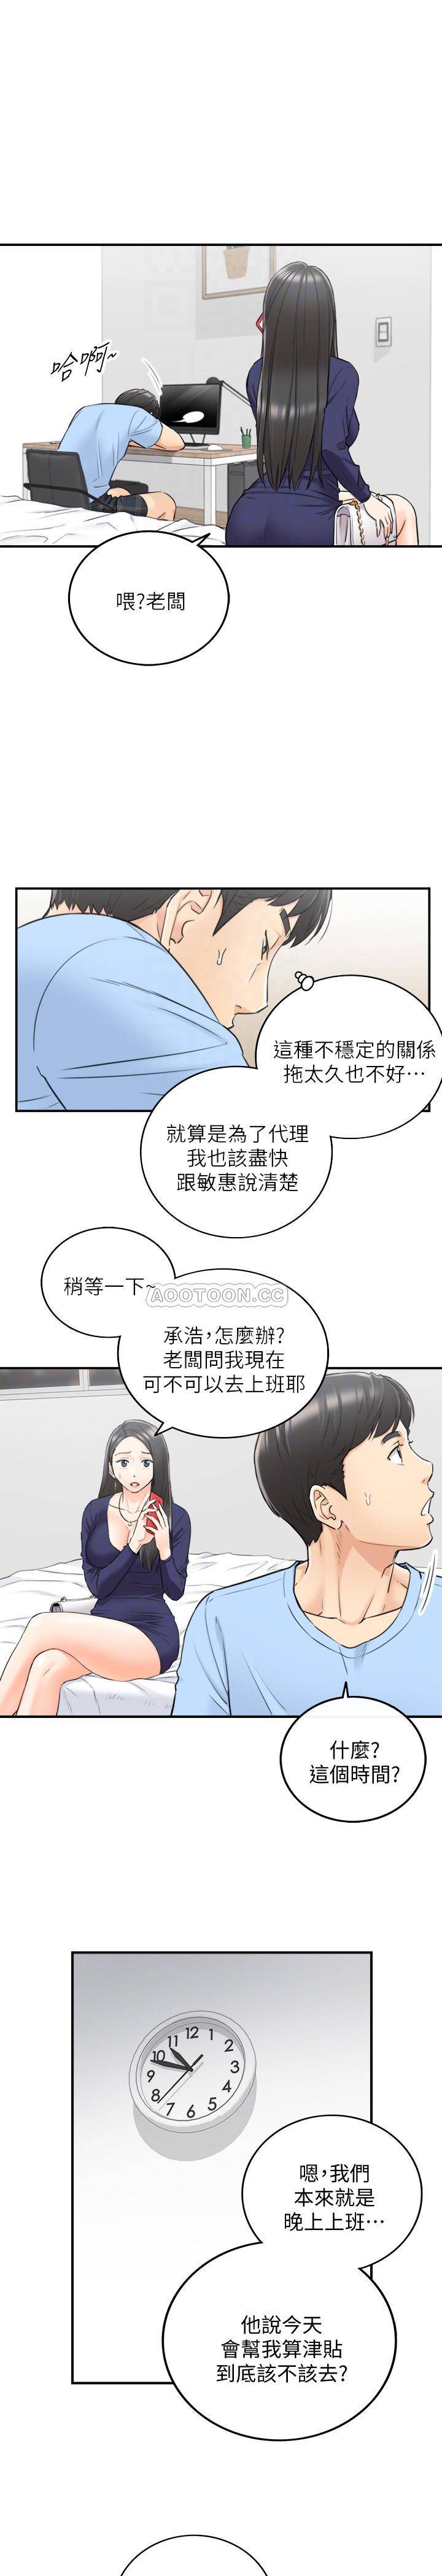 哈啊~
喂?老闆
這種不穩定的關係
拖太久也不好…
就算是為了代理
我也該盡快
跟敏惠說清楚
稍等一下~
AOOTOON.CC
承浩，怎麼辦?
老闆問我現在
可不可以去上班耶
什麼?
這個時間?
12
11
1
10
2
9
3
8
4
7
5
6
嗯，我們
本來就是
晚上上班…
他說今天
會幫我算津貼
到底該不該去?